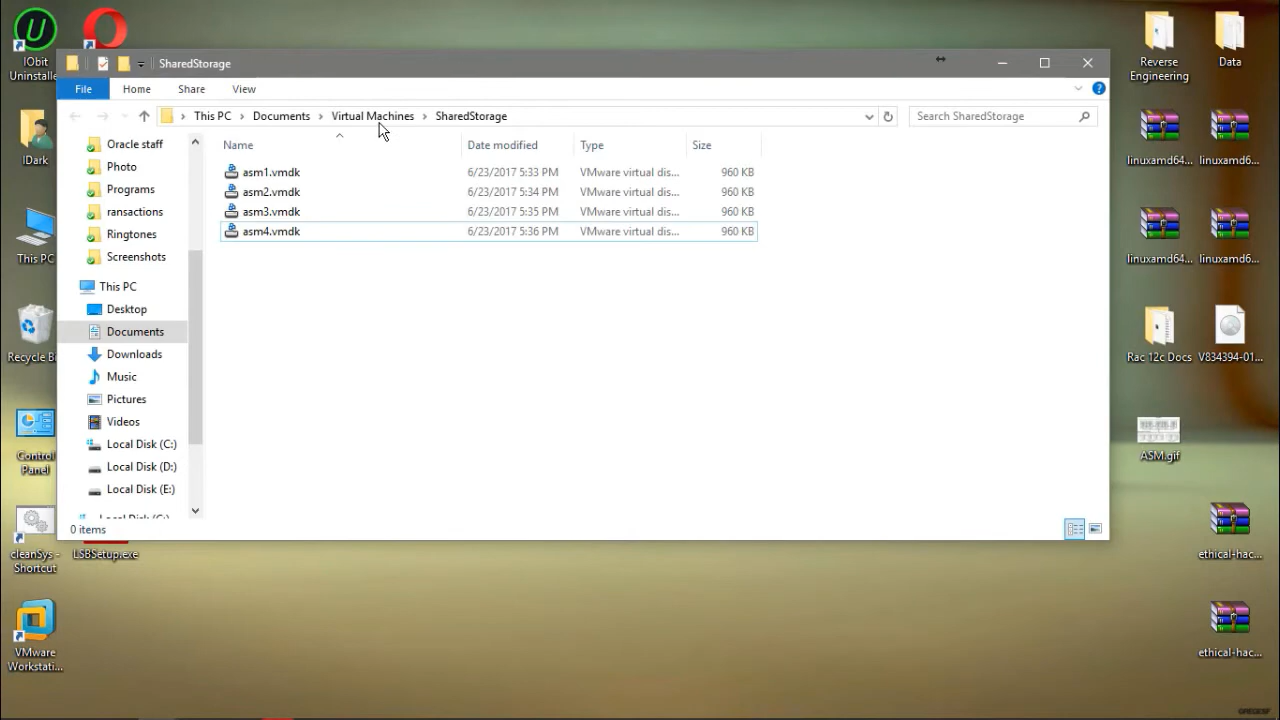 IObit
Uninstalle
IDark
This PC
Recycle Bi
Control
Panel
cleanSys -
Shortcut
LSBSetup.exe
VMware
Workstati...
SharedStorage
File
Home
Share
View
This PC
Documents
Virtual Machines
SharedStorage
Search SharedStorage
Oracle staff
Photo
Programs
ransactions
Ringtones
Screenshots
This PC
Desktop
Documents
Downloads
Music
Pictures
Videos
Local Disk (C:)
Local Disk (D:)
Local Disk (E:)
Name Date modified Type Size
asm1.vmdk 6/23/2017 5:33 PM VMware virtual dis... 960 KB
asm2.vmdk 6/23/2017 5:34 PM VMware virtual dis... 960 KB
asm3.vmdk 6/23/2017 5:35 PM VMware virtual dis... 960 KB
asm4.vmdk 6/23/2017 5:36 PM VMware virtual dis... 960 KB
0 items
Reverse
Engineering
Data
linuxamd64...
linuxamd6...
linuxamd64...
linuxamd6...
Rac 12c Docs
V834394-01...
ASM.gif
ethical-hac...
ethical-hac...